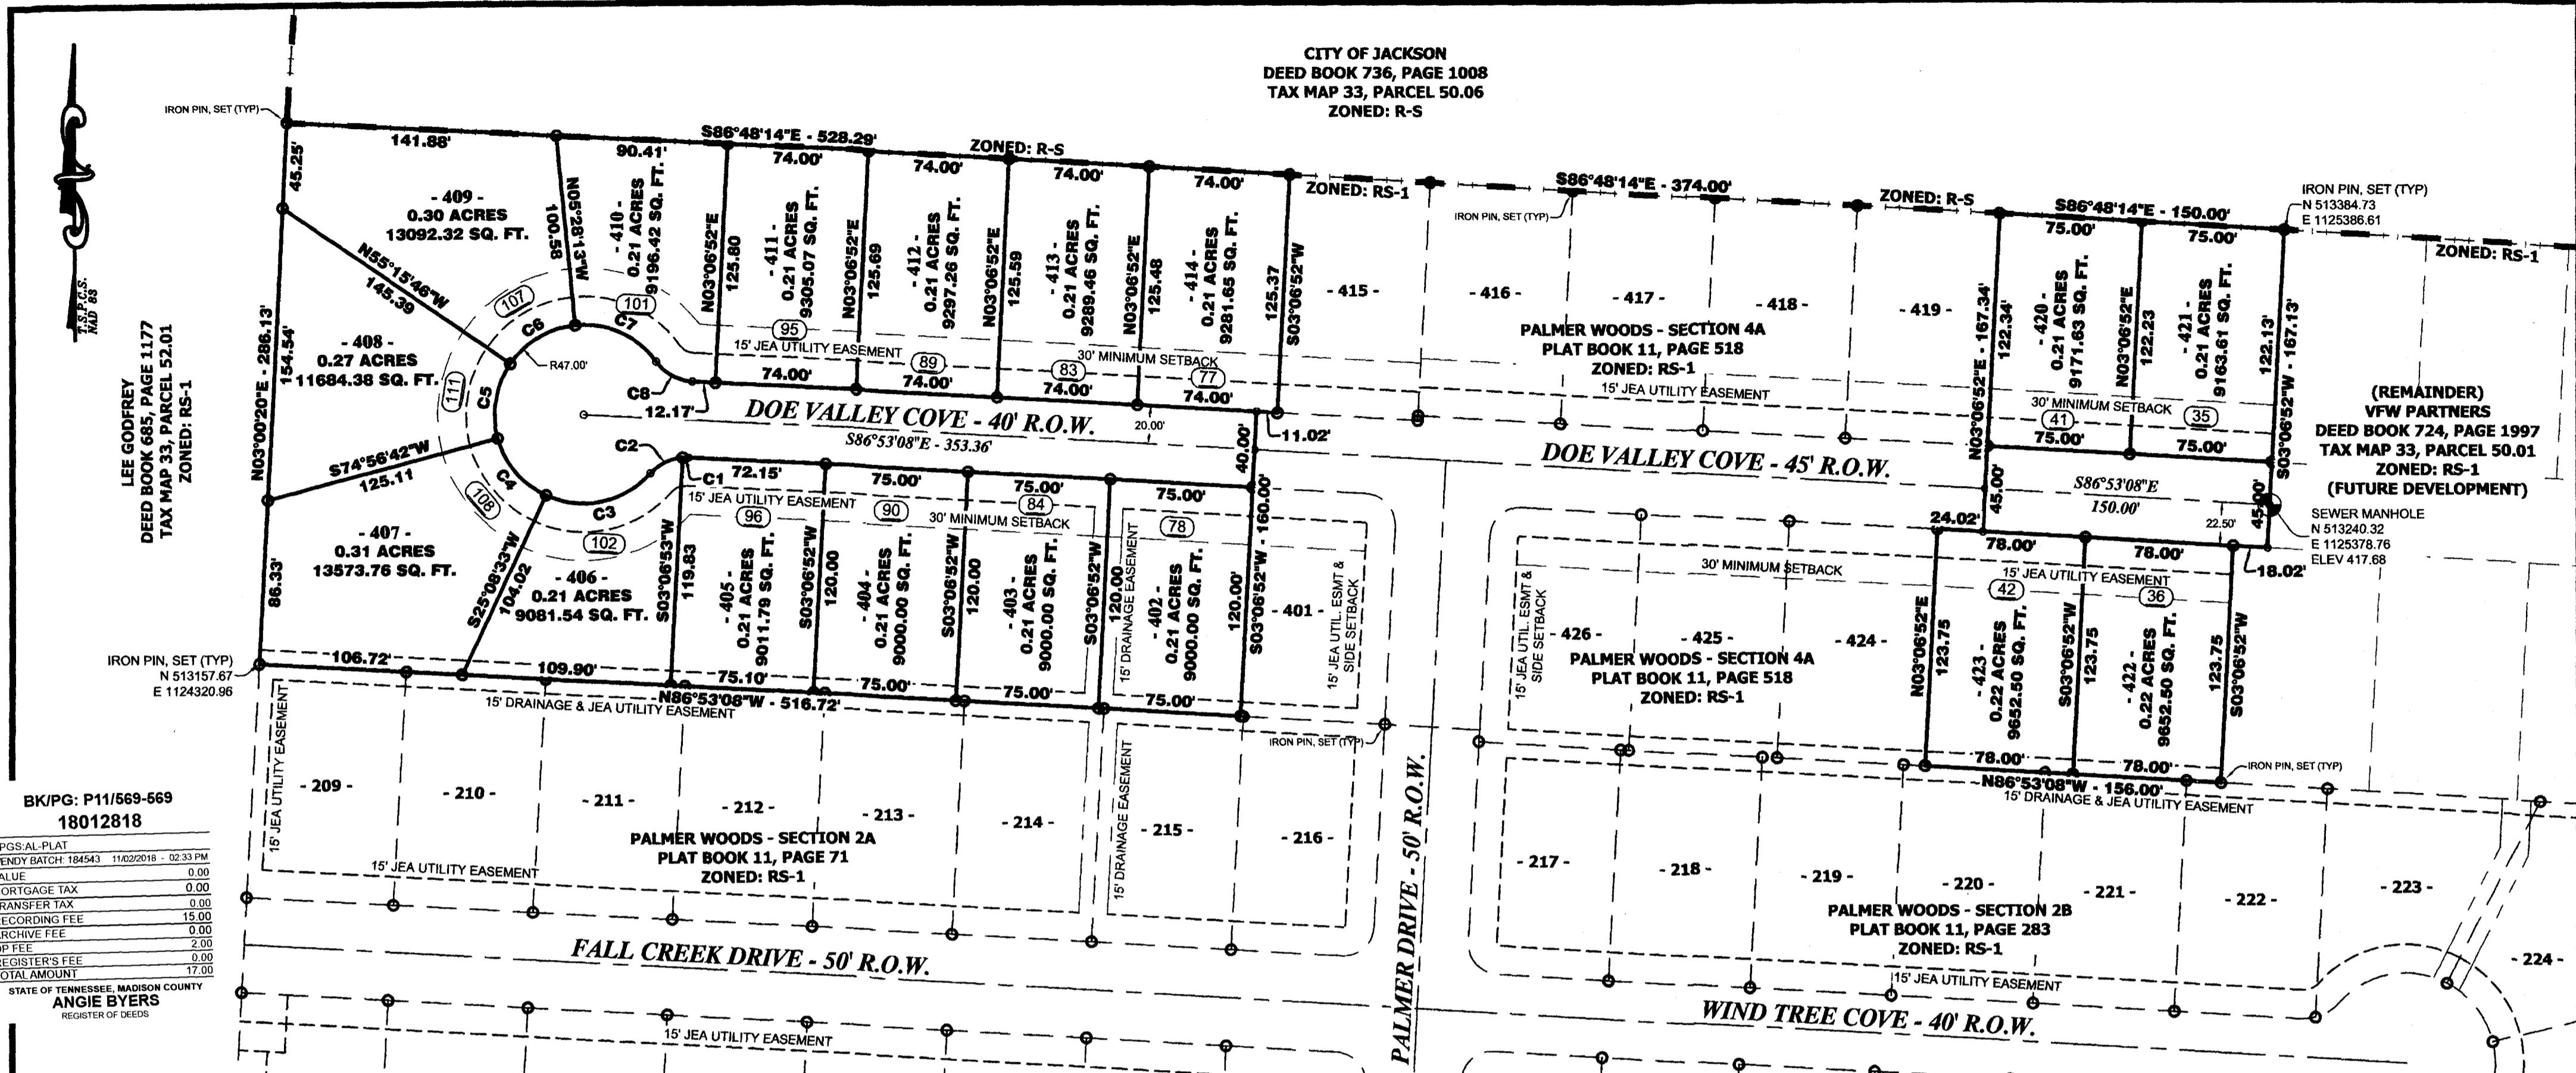 CITY OF JACKSON
DEED BOOK 736, PAGE 1008
TAX MAP 33, PARCEL 50.06
ZONED: R-S
T.S.P.C.S.
NAD 83
IRON PIN, SET (TYP)
S86°48'14"E - 528.29'
ZONED: R-S
141.88'
90.41'
74.00'
74.00'
74.00'
74.00'
ZONED: RS-1
S86°48'14"E - 374.00'
IRON PIN, SET (TYP)
ZONED: R-S
S86°48'14"E - 150.00'
75.00'
75.00'
IRON PIN, SET (TYP)
N 513384.73
E 1125386.61
ZONED: RS-1
LEE GODFREY
DEED BOOK 685, PAGE 1177
TAX MAP 33, PARCEL 52.01
ZONED: RS-1
N03°00'20"E - 286.13'
45.25'
154.54'
86.33'
- 409 -
0.30 ACRES
13092.32 SQ. FT.
N55°15'46"W
145.39
N05°28'13"W
100.58
- 410 -
0.21 ACRES
9196.42 SQ. FT.
N03°06'52"E
125.80
- 411 -
0.21 ACRES
9305.07 SQ. FT.
N03°06'52"E
125.69
- 412 -
0.21 ACRES
9297.26 SQ. FT.
N03°06'52"E
125.59
- 413 -
0.21 ACRES
9289.46 SQ. FT.
N03°06'52"E
125.48
- 414 -
0.21 ACRES
9281.65 SQ. FT.
125.37
S03°06'52"W
- 415 -
- 416 -
- 417 -
- 418 -
- 419 -
PALMER WOODS - SECTION 4A
PLAT BOOK 11, PAGE 518
ZONED: RS-1
15' JEA UTILITY EASEMENT
N03°06'52"E - 167.34'
122.34'
- 420 -
0.21 ACRES
9171.63 SQ. FT.
N03°06'52"E
122.23
- 421 -
0.21 ACRES
9163.61 SQ. FT.
122.13'
S03°06'52"W - 167.13'
30' MINIMUM SETBACK
41
35
75.00'
75.00'
(REMAINDER)
VFW PARTNERS
DEED BOOK 724, PAGE 1997
TAX MAP 33, PARCEL 50.01
ZONED: RS-1
(FUTURE DEVELOPMENT)
SEWER MANHOLE
N 513240.32
E 1125378.76
ELEV 417.68
107
101
95
89
83
77
111
108
102
96
90
84
78
C6
C7
C5
C8
C4
C3
C2
C1
R47.00'
15' JEA UTILITY EASEMENT
30' MINIMUM SETBACK
12.17'
74.00'
74.00'
74.00'
74.00'
11.02'
DOE VALLEY COVE - 40' R.O.W.
S86°53'08"E - 353.36'
20.00'
40.00'
DOE VALLEY COVE - 45' R.O.W.
S86°53'08"E
150.00'
22.50'
45.00'
45.00'
- 408 -
0.27 ACRES
11684.38 SQ. FT.
S74°56'42"W
125.11
- 407 -
0.31 ACRES
13573.76 SQ. FT.
S25°08'33"W
104.02
- 406 -
0.21 ACRES
9081.54 SQ. FT.
72.15'
75.00'
75.00'
75.00'
15' JEA UTILITY EASEMENT
30' MINIMUM SETBACK
S03°06'53"W
119.83
- 405 -
0.21 ACRES
9011.79 SQ. FT.
S03°06'52"W
120.00
- 404 -
0.21 ACRES
9000.00 SQ. FT.
S03°06'52"W
120.00
- 403 -
0.21 ACRES
9000.00 SQ. FT.
S03°06'52"W
120.00
15' DRAINAGE EASEMENT
- 402 -
0.21 ACRES
9000.00 SQ. FT.
120.00'
S03°06'52"W - 160.00'
- 401 -
15' JEA UTIL. ESMT &
SIDE SETBACK
15' JEA UTIL. ESMT &
SIDE SETBACK
- 426 -
- 425 -
- 424 -
30' MINIMUM SETBACK
PALMER WOODS - SECTION 4A
PLAT BOOK 11, PAGE 518
ZONED: RS-1
24.02'
78.00'
78.00'
18.02'
15' JEA UTILITY EASEMENT
42
36
N03°06'52"E
123.75
- 423 -
0.22 ACRES
9652.50 SQ. FT.
S03°06'52"W
123.75
- 422 -
0.22 ACRES
9652.50 SQ. FT.
123.75
S03°06'52"W
78.00'
78.00'
N86°53'08"W - 156.00'
IRON PIN, SET (TYP)
15' DRAINAGE & JEA UTILITY EASEMENT
IRON PIN, SET (TYP)
N 513157.67
E 1124320.96
106.72'
109.90'
75.10'
75.00'
75.00'
75.00'
N86°53'08"W - 516.72'
15' DRAINAGE & JEA UTILITY EASEMENT
IRON PIN, SET (TYP)
15' JEA UTILITY EASEMENT
- 209 -
- 210 -
- 211 -
- 212 -
- 213 -
- 214 -
15' DRAINAGE EASEMENT
- 215 -
- 216 -
PALMER WOODS - SECTION 2A
PLAT BOOK 11, PAGE 71
ZONED: RS-1
15' JEA UTILITY EASEMENT
- 217 -
- 218 -
- 219 -
- 220 -
- 221 -
- 222 -
- 223 -
- 224 -
PALMER WOODS - SECTION 2B
PLAT BOOK 11, PAGE 283
ZONED: RS-1
15' JEA UTILITY EASEMENT
FALL CREEK DRIVE - 50' R.O.W.
PALMER DRIVE - 50' R.O.W.
WIND TREE COVE - 40' R.O.W.
15' JEA UTILITY EASEMENT
BK/PG: P11/569-569
18012818
PGS:AL-PLAT
ENDY BATCH: 184543 11/02/2018 - 02:33 PM
ALUE 0.00
ORTGAGE TAX 0.00
RANSFER TAX 0.00
ECORDING FEE 15.00
RCHIVE FEE 0.00
P FEE 2.00
EGISTER'S FEE 0.00
OTAL AMOUNT 17.00
STATE OF TENNESSEE, MADISON COUNTY
ANGIE BYERS
REGISTER OF DEEDS